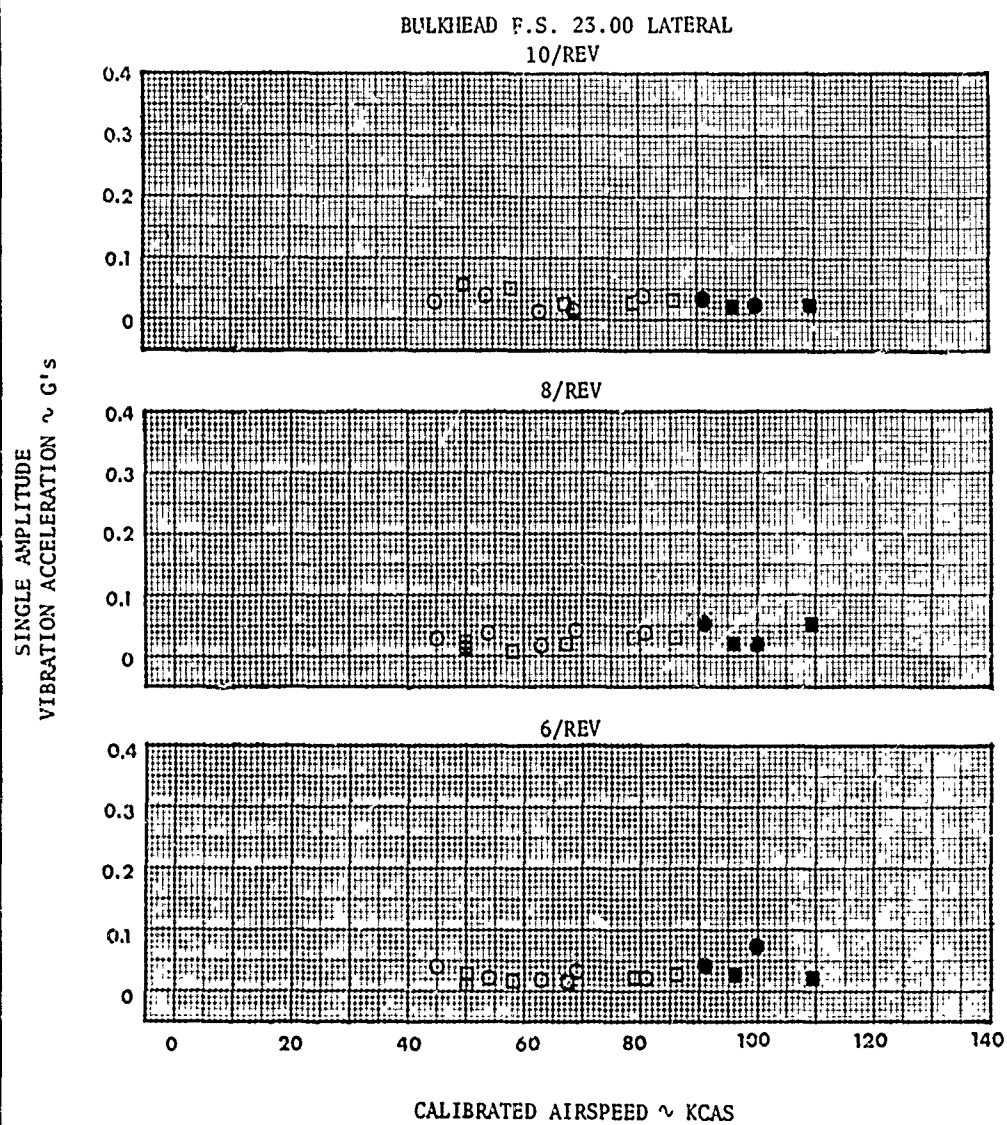 BULKHEAD F.S. 23.00 LATERAL
10/REV
0.4
0.3
0.2
0.1
0
8/REV
0.4
0.3
0.2
0.1
0
6/REV
0.4
0.3
0.2
0.1
0
0 20 40 60 80 100 120 140
SINGLE AMPLITUDE
VIBRATION ACCELERATION ~ G's
CALIBRATED AIRSPEED ~ KCAS